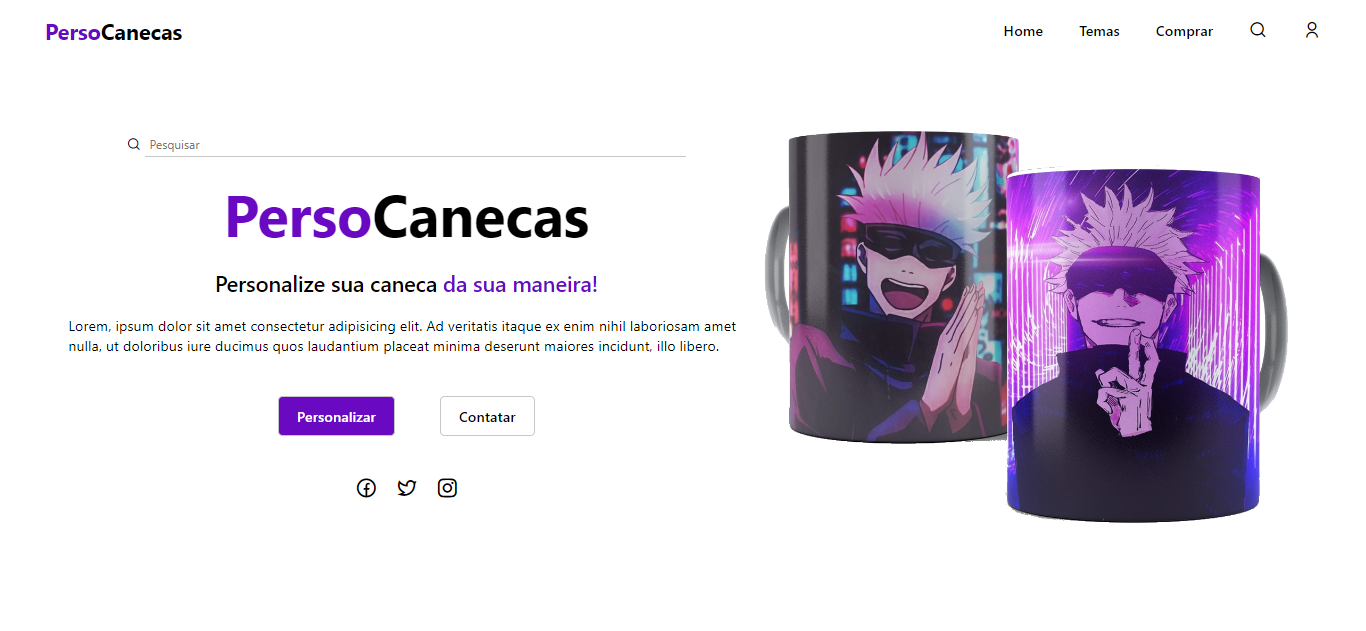 PersoCanecas
Home Temas Comprar
Pesquisar
PersoCanecas
Personalize sua caneca da sua maneira!
Lorem, ipsum dolor sit amet consectetur adipisicing elit. Ad veritatis itaque ex enim nihil laboriosam amet
nulla, ut doloribus iure ducimus quos laudantium placeat minima deserunt maiores incidunt, illo libero.
Personalizar Contatar